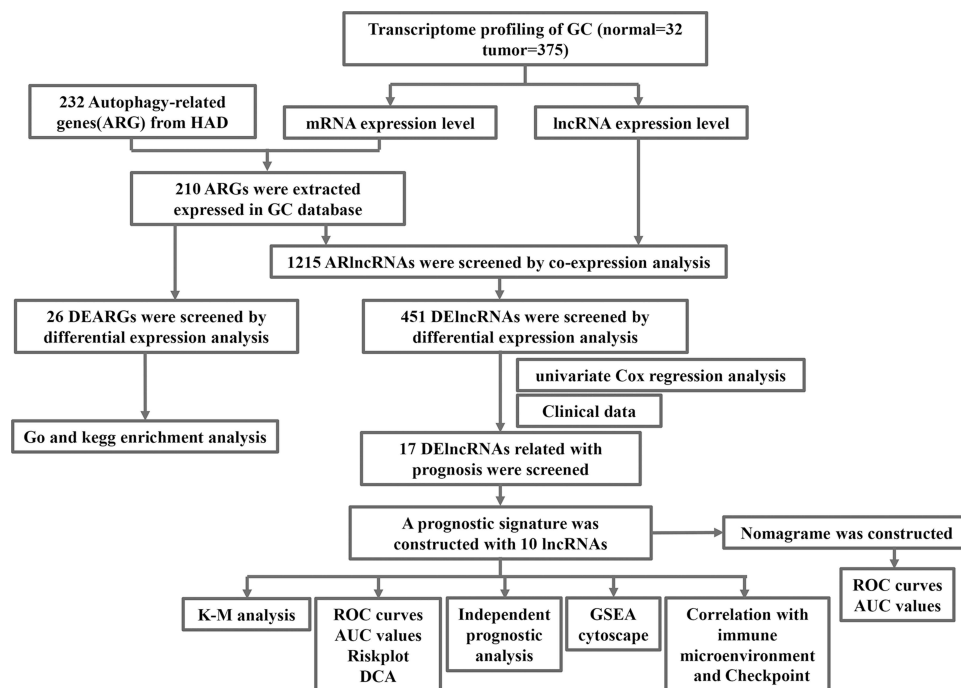 Transcriptome profiling of GC (normal=32
tumor=375)
232 Autophagy-related
genes(ARG) from HAD
mRNA expression level
lncRNA expression level
210 ARGs were extracted
expressed in GC database
1215 ARlncRNAs were screened by co-expression analysis
26 DEARGs were screened by
differential expression analysis
451 DElncRNAs were screened by
differential expression analysis
univariate Cox regression analysis
Clinical data
Go and kegg enrichment analysis
17 DElncRNAs related with
prognosis were screened
A prognostic signature was
constructed with 10 lncRNAs
Nomagrame was constructed
ROC curves
AUC values
K-M analysis
ROC curves
AUC values
Riskplot
DCA
Independent
prognostic
analysis
GSEA
cytoscape
Correlation with
immune
microenvironment
and Checkpoint